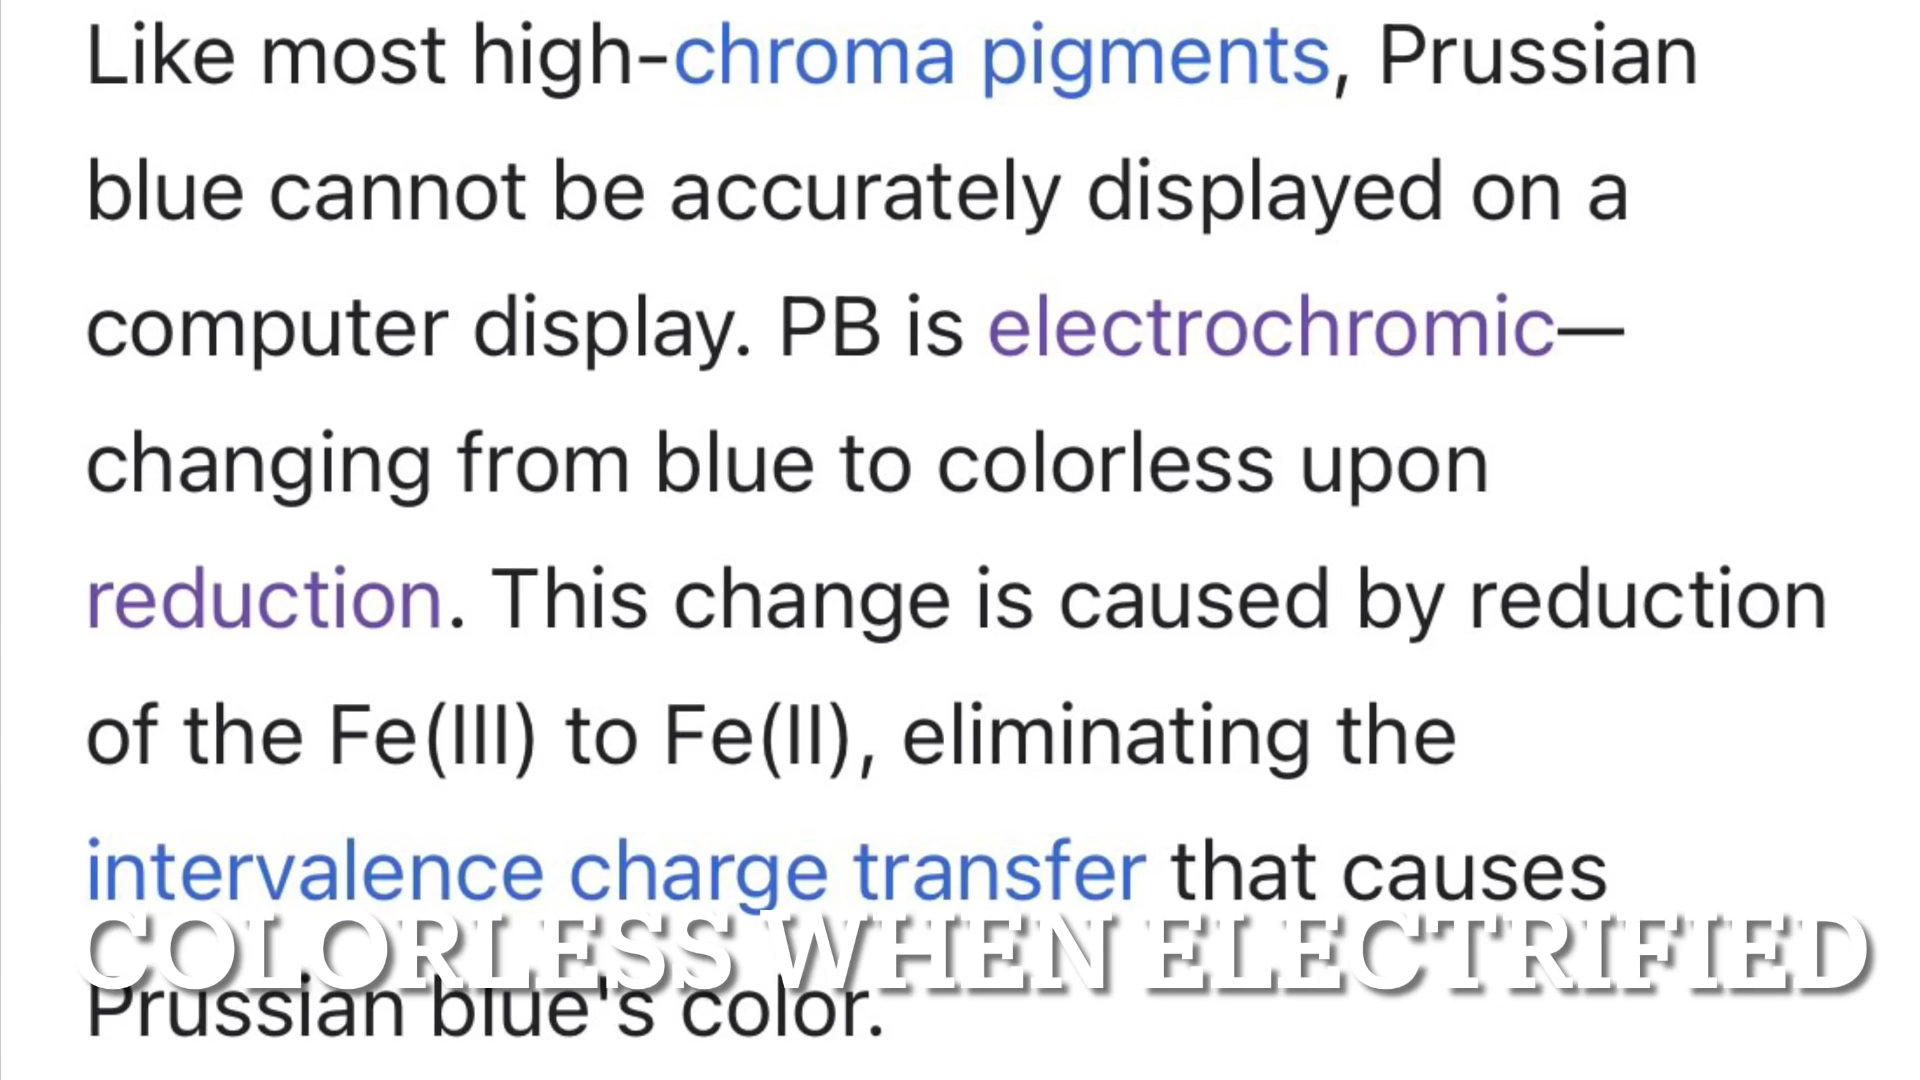 Like most high-chroma pigments, Prussian
blue cannot be accurately displayed on a
computer display. PB is electrochromic—
changing from blue to colorless upon
reduction. This change is caused by reduction
of the Fe(III) to Fe(II), eliminating the
intervalence charge transfer that causes
COLORLESS WHEN ELECTRIFIED
Prussian blue's color.